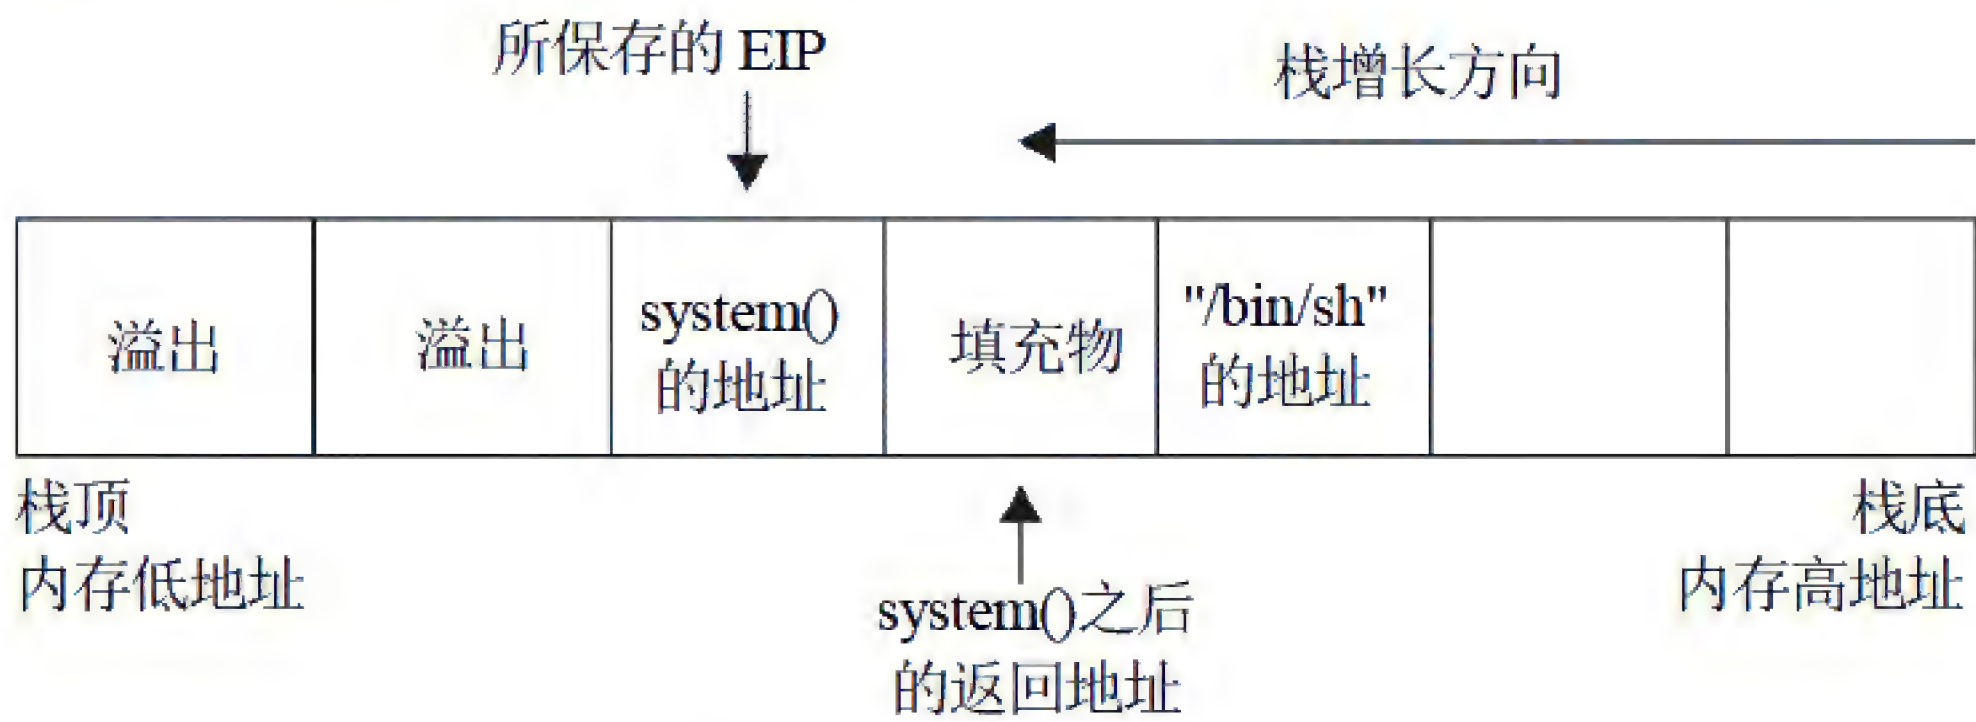 所保存的 EIP
栈增长方向
溢出
溢出
system()
的地址
填充物
"/bin/sh"
的地址
栈顶
内存低地址
栈底
内存高地址
system()之后
的返回地址